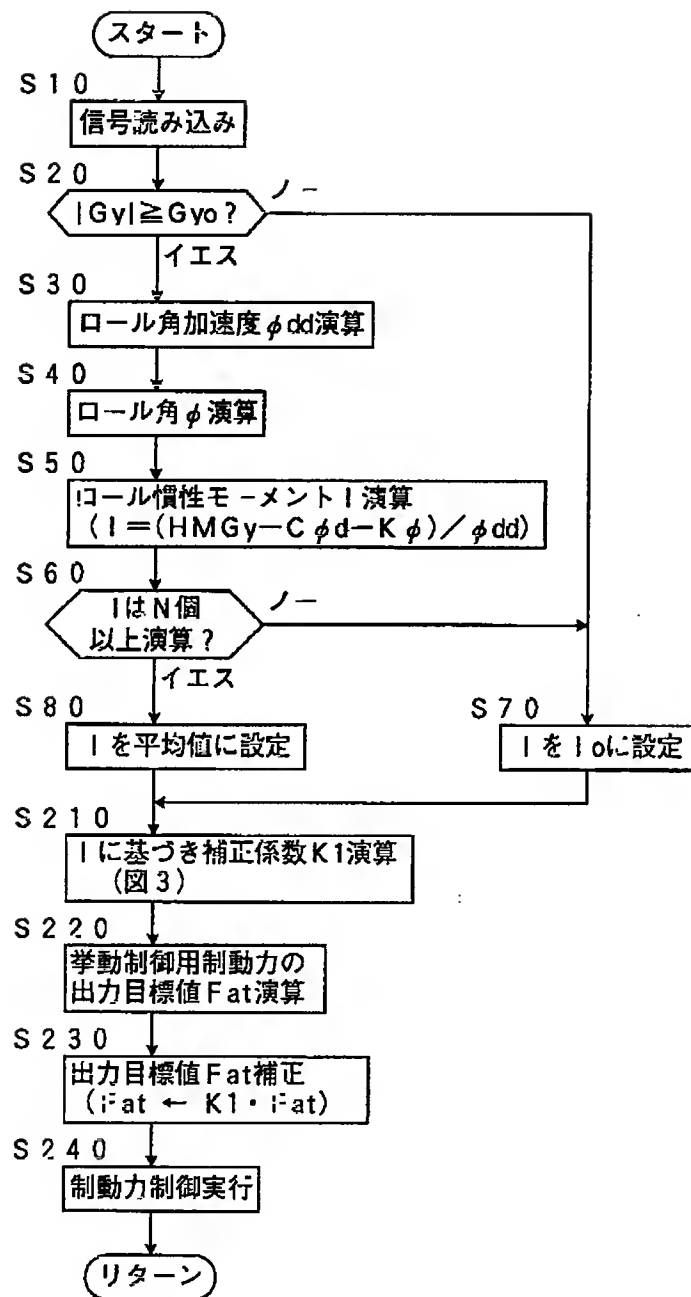 スタート
S10
信号読み込み
S20
|Gy|≧Gyo?
ノー
イエス
S30
ロール角加速度φdd演算
S40
ロール角φ演算
S50
ロール慣性モーメントI演算
(I=(HMGy-Cφd-Kφ)/φdd)
S60
IはN個
以上演算?
ノー
イエス
S80
Iを平均値に設定
S70
IをIoに設定
S210
Iに基づき補正係数K1演算
(図3)
S220
挙動制御用制動力の
出力目標値Fat演算
S230
出力目標値Fat補正
(Fat ← K1・Fat)
S240
制動力制御実行
リターン